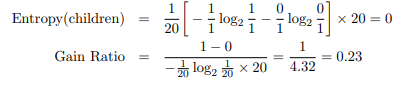 Entropy(children) = 1/20 [ − 1/1 log₂ 1/1 − 0/1 log₂ 0/1 ] × 20 = 0
Gain Ratio = (1 − 0)/(− 1/20 log₂ 1/20 × 20) = 1/4.32 = 0.23